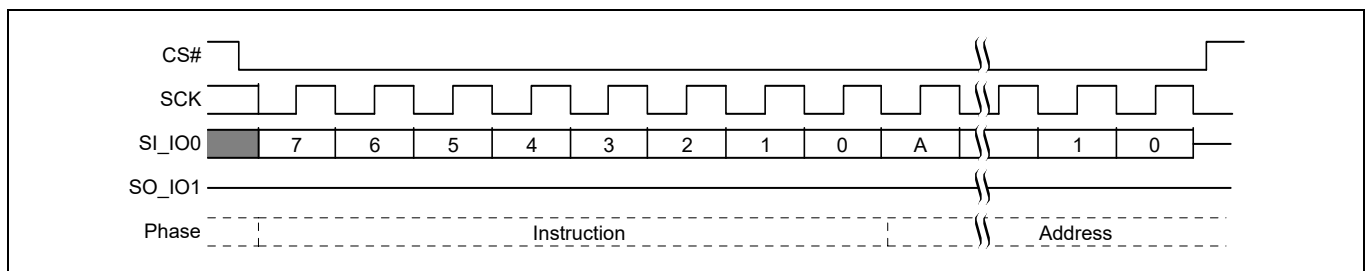 CS#
SCK
SI_IO0 7 6 5 4 3 2 1 0 A 1 0
SO_IO1
Phase Instruction Address